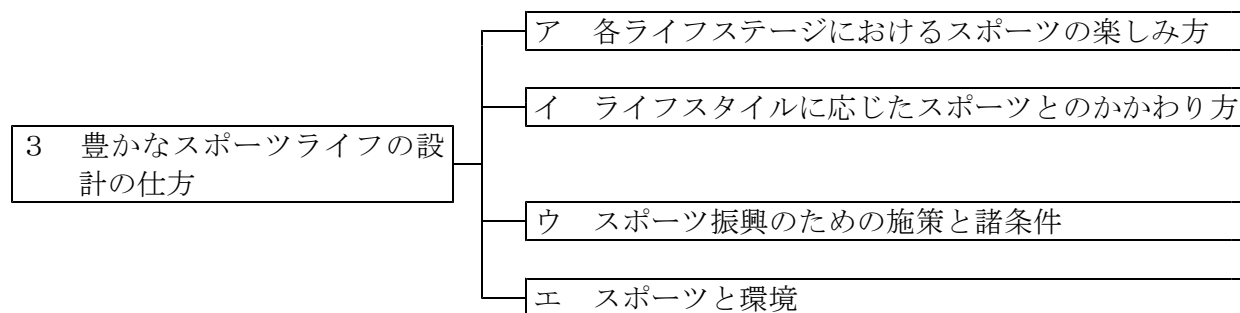 ア　各ライフステージにおけるスポーツの楽しみ方
イ　ライフスタイルに応じたスポーツとのかかわり方
３　豊かなスポーツライフの設
計の仕方
ウ　スポーツ振興のための施策と諸条件
エ　スポーツと環境